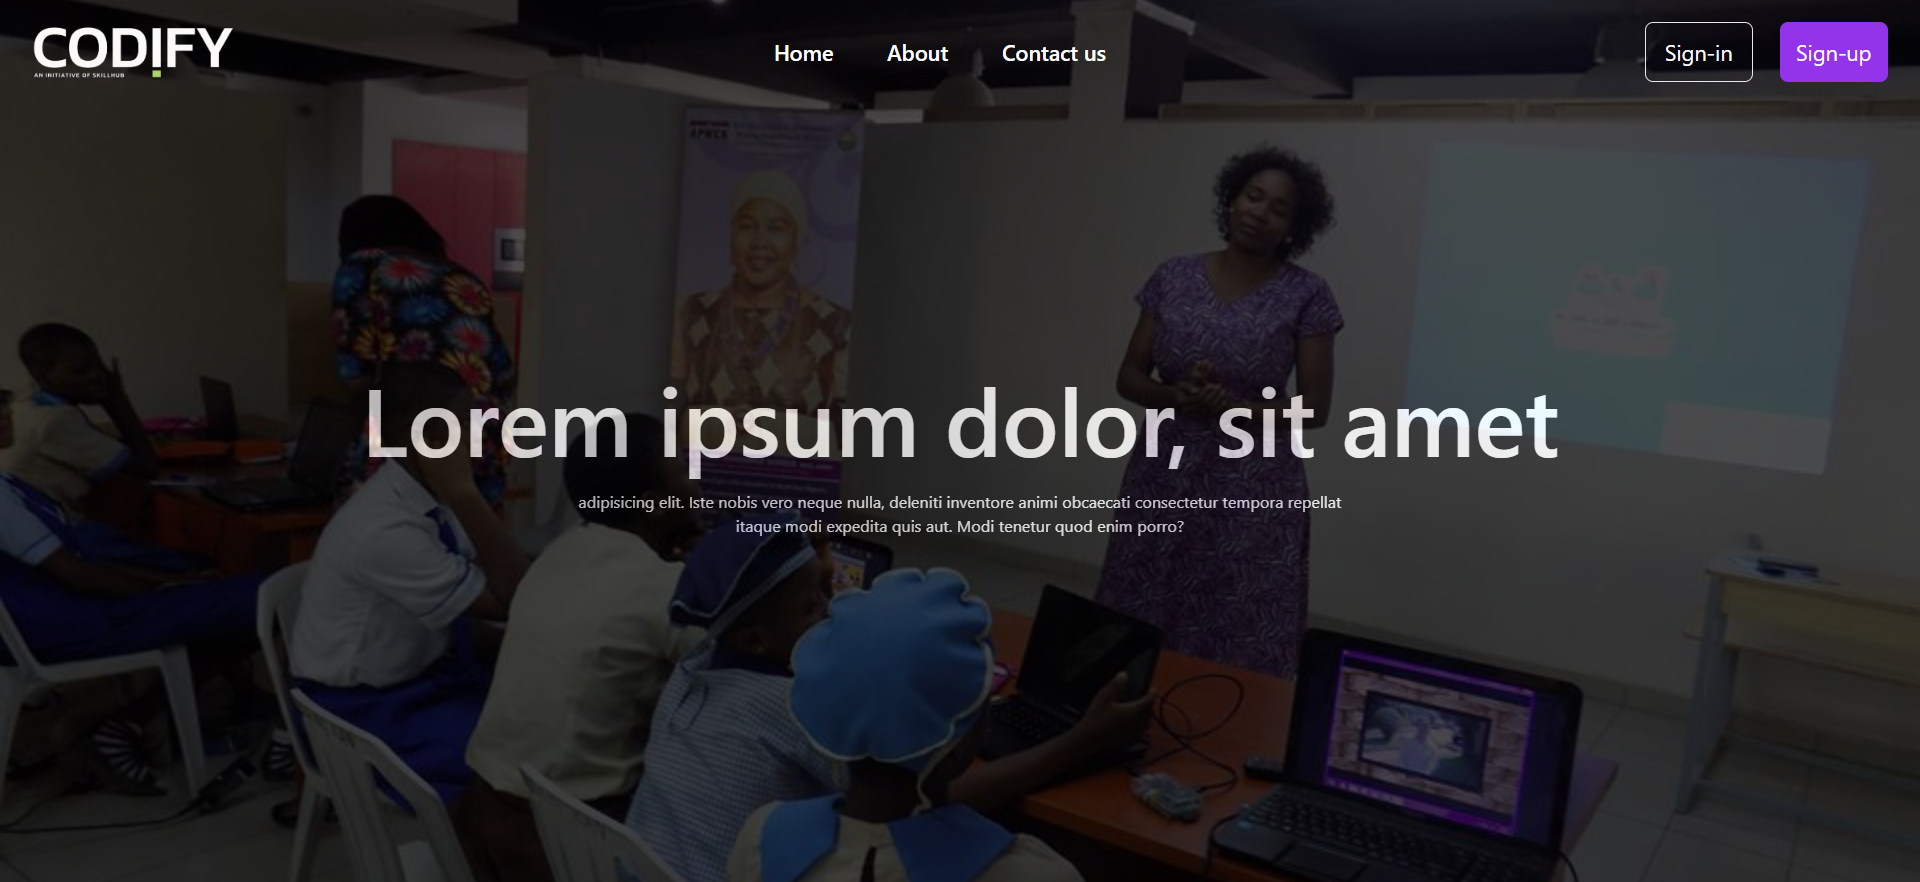 CODIFY
AN INITIATIVE OF SKILLHUB
Home
About
Contact us
Sign-in
Sign-up
Lorem ipsum dolor, sit amet
adipisicing elit. Iste nobis vero neque nulla, deleniti inventore animi obcaecati consectetur tempora repellat
itaque modi expedita quis aut. Modi tenetur quod enim porro?